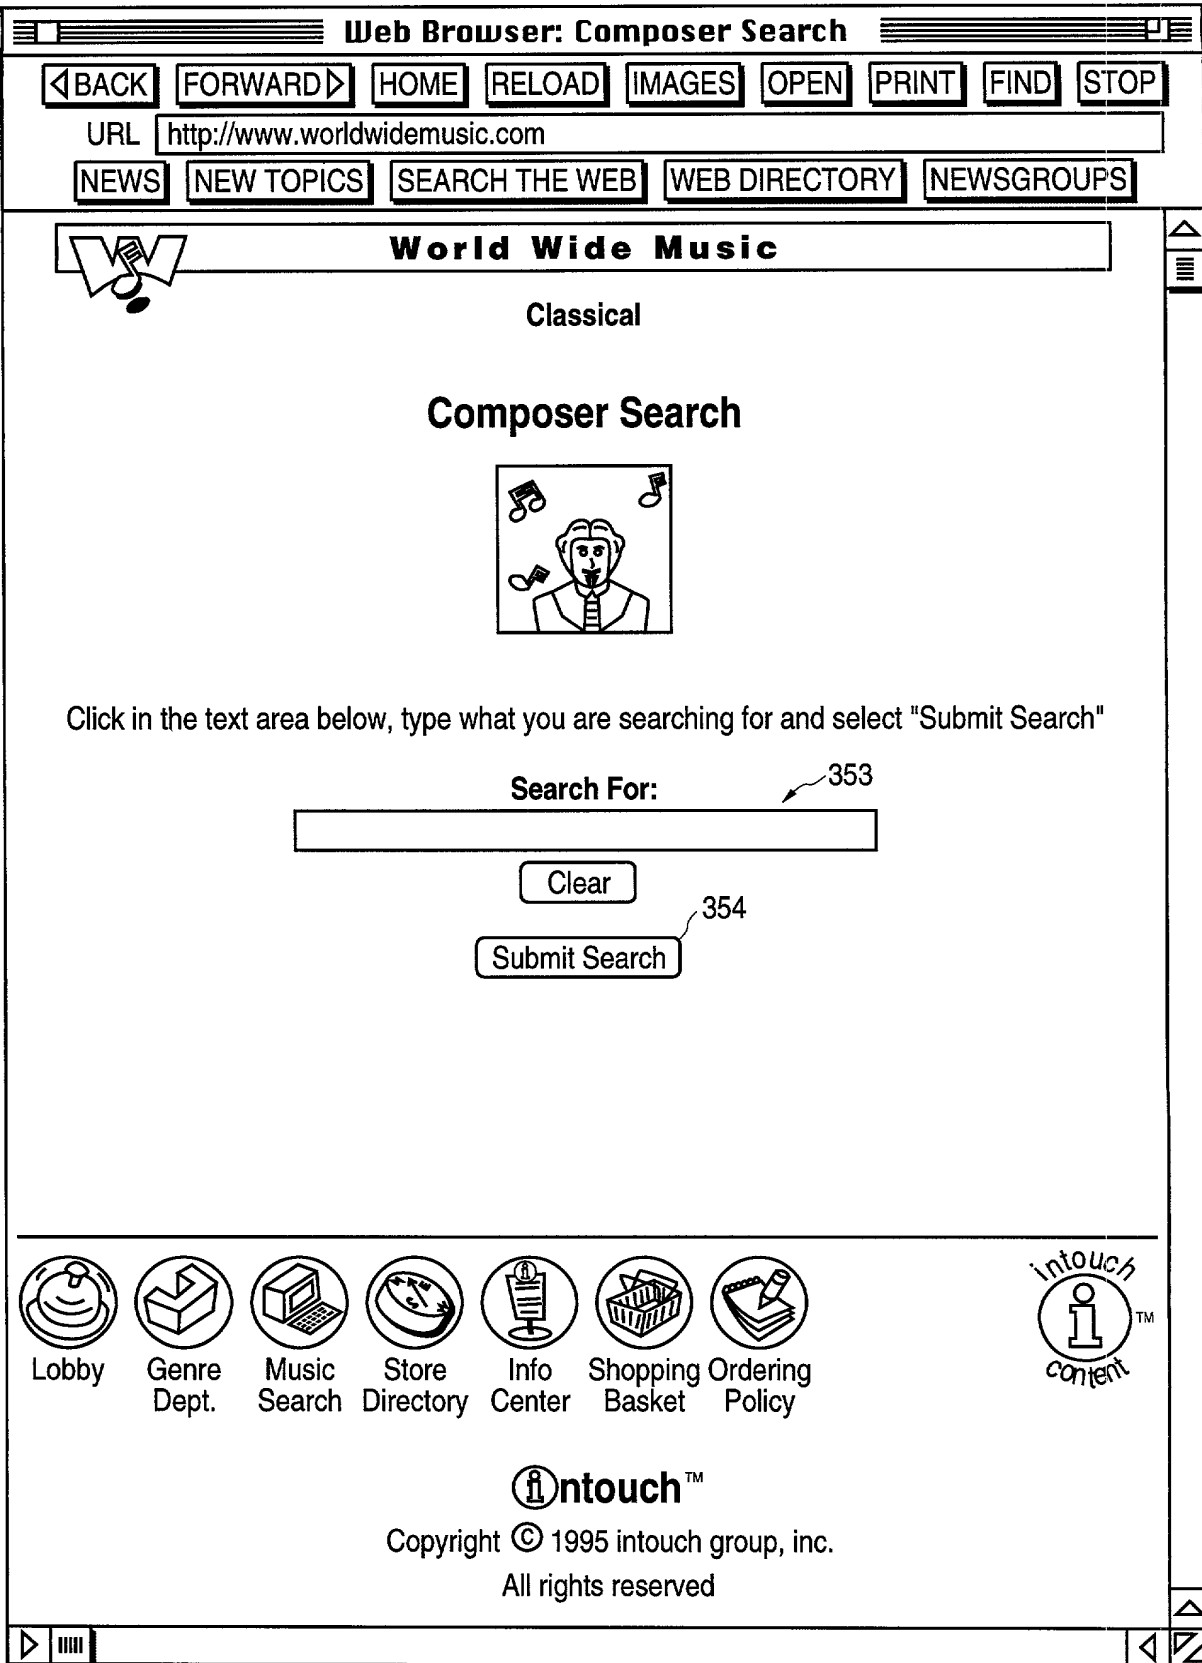 Web Browser: Composer Search
BACK FORWARD HOME RELOAD IMAGES OPEN PRINT FIND STOP
URL http://www.worldwidemusic.com
NEWS NEW TOPICS SEARCH THE WEB WEB DIRECTORY NEWSGROUPS
W World Wide Music
Classical
Composer Search
Click in the text area below, type what you are searching for and select "Submit Search"
Search For: 353
Clear
354
Submit Search
Lobby Genre Dept. Music Search Store Directory Info Center Shopping Basket Ordering Policy
intouch i content ™
intouch™
Copyright © 1995 intouch group, inc.
All rights reserved